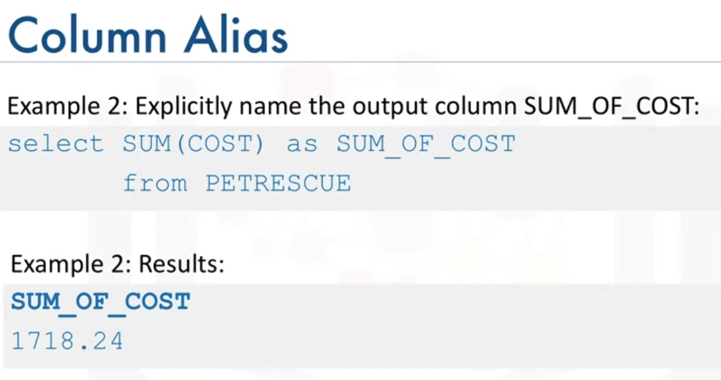 Column Alias
Example 2: Explicitly name the output column SUM_OF_COST:
select SUM(COST) as SUM_OF_COST
from PETRESCUE
Example 2: Results:
SUM_OF_COST
1718.24